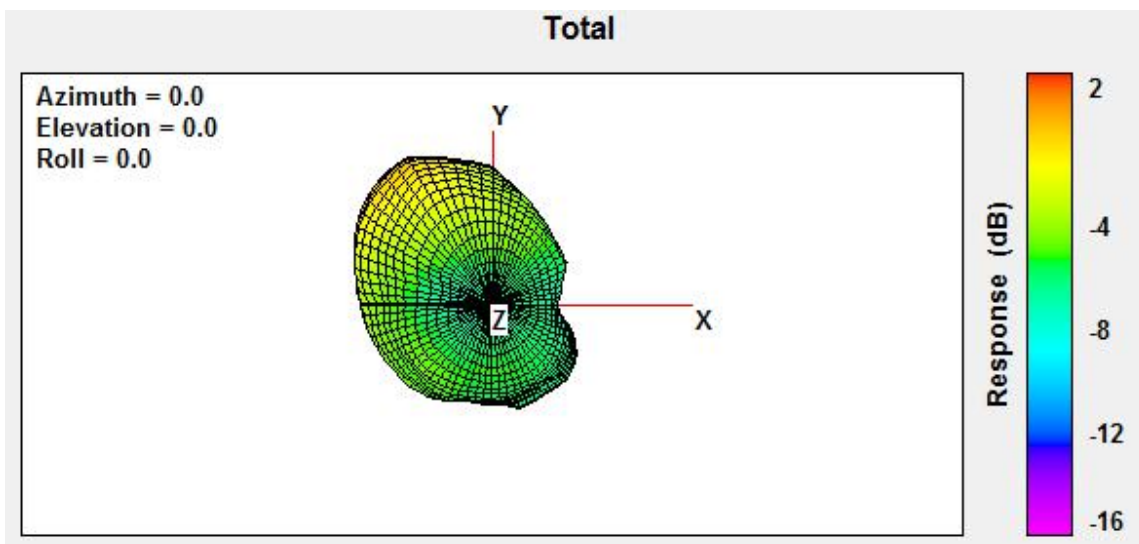 Total
Azimuth = 0.0
Elevation = 0.0
Roll = 0.0
Y
Z
X
Response (dB)
2
-4
-8
-12
-16